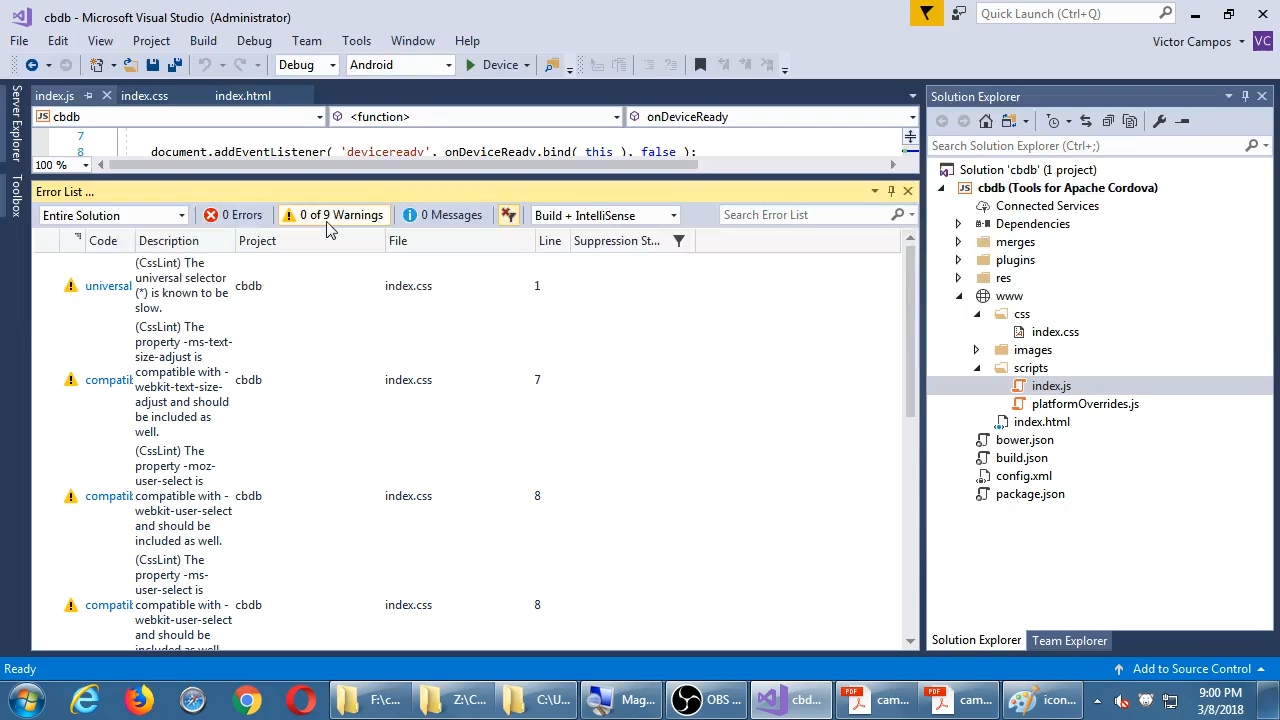 cbdb - Microsoft Visual Studio (Administrator)
Quick Launch (Ctrl+Q)
File Edit View Project Build Debug Team Tools Window Help
Victor Campos VC
Debug Android Device
Server Explorer
Toolbox
index.js index.css index.html
cbdb <function> onDeviceReady
7
8 'deviceready', onDeviceReady.bind( this ), false );
100 %
Error List ...
Entire Solution 0 Errors 0 of 9 Warnings 0 Messages Build + IntelliSense Search Error List
Code Description Project File Line Suppression St...
(CssLint) The
universal selector
universal (*) is known to be cbdb index.css 1
slow.
(CssLint) The
property -ms-text-
size-adjust is
compatible with - cbdb index.css 7
webkit-text-size-
adjust and should
be included as
well.
(CssLint) The
property -moz-
user-select is
compatible with - cbdb index.css 8
webkit-user-select
and should be
included as well.
(CssLint) The
property -ms-
user-select is
compatible with - cbdb index.css 8
webkit-user-select
and should be
included as well.
Solution Explorer
Search Solution Explorer (Ctrl+;)
Solution 'cbdb' (1 project)
cbdb (Tools for Apache Cordova)
Connected Services
Dependencies
merges
plugins
res
www
css
index.css
images
scripts
index.js
platformOverrides.js
index.html
bower.json
build.json
config.xml
package.json
Solution Explorer Team Explorer
Ready Add to Source Control
F:\c... Z:\C... C:\U... Mag... OBS ... cbd... cam... cam... icon... 9:00 PM
3/8/2018